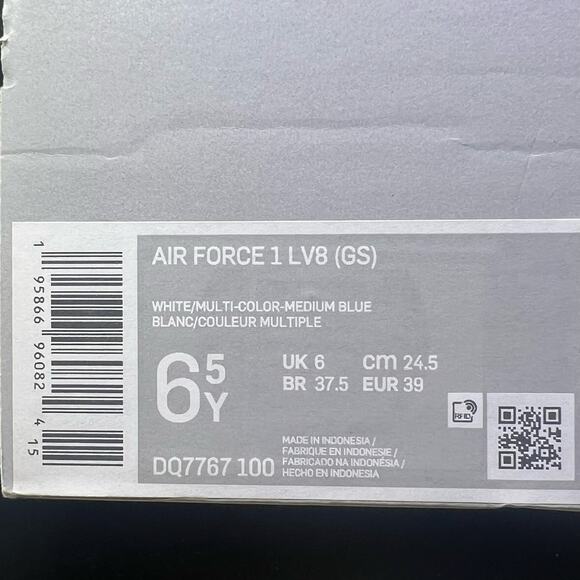 AIR FORCE 1 LV8 (GS)
WHITE/MULTI-COLOR-MEDIUM BLUE
BLANC/COULEUR MULTIPLE
6 5 Y
UK 6 cm 24.5
BR 37.5 EUR 39
RFID
DQ7767 100
MADE IN INDONESIA /
FABRIQUE EN INDONESIE /
FABRICADO NA INDONÉSIA /
HECHO EN INDONESIA
1 95866 96082 4 15